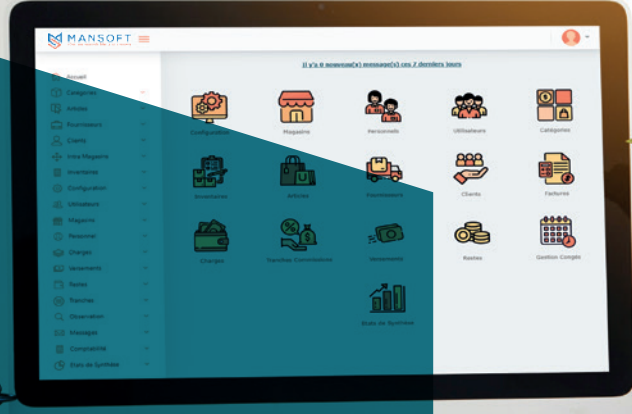 MANSOFT
Il y'a 0 nouveau(x) message(s) ces 7 derniers jours
Accueil
Catégories
Articles
Fournisseurs
Clients
Intra Magasins
Inventaires
Configuration
Utilisateurs
Magasins
Personnel
Charges
Versements
Restes
Tranches
Observation
Messages
Comptabilité
Etats de Synthèse
Configuration
Magasins
Personnels
Utilisateurs
Catégories
Inventaires
Articles
Fournisseurs
Clients
Factures
Charges
Tranches Commissions
Versements
Restes
Gestion Congés
Etats de Synthèse